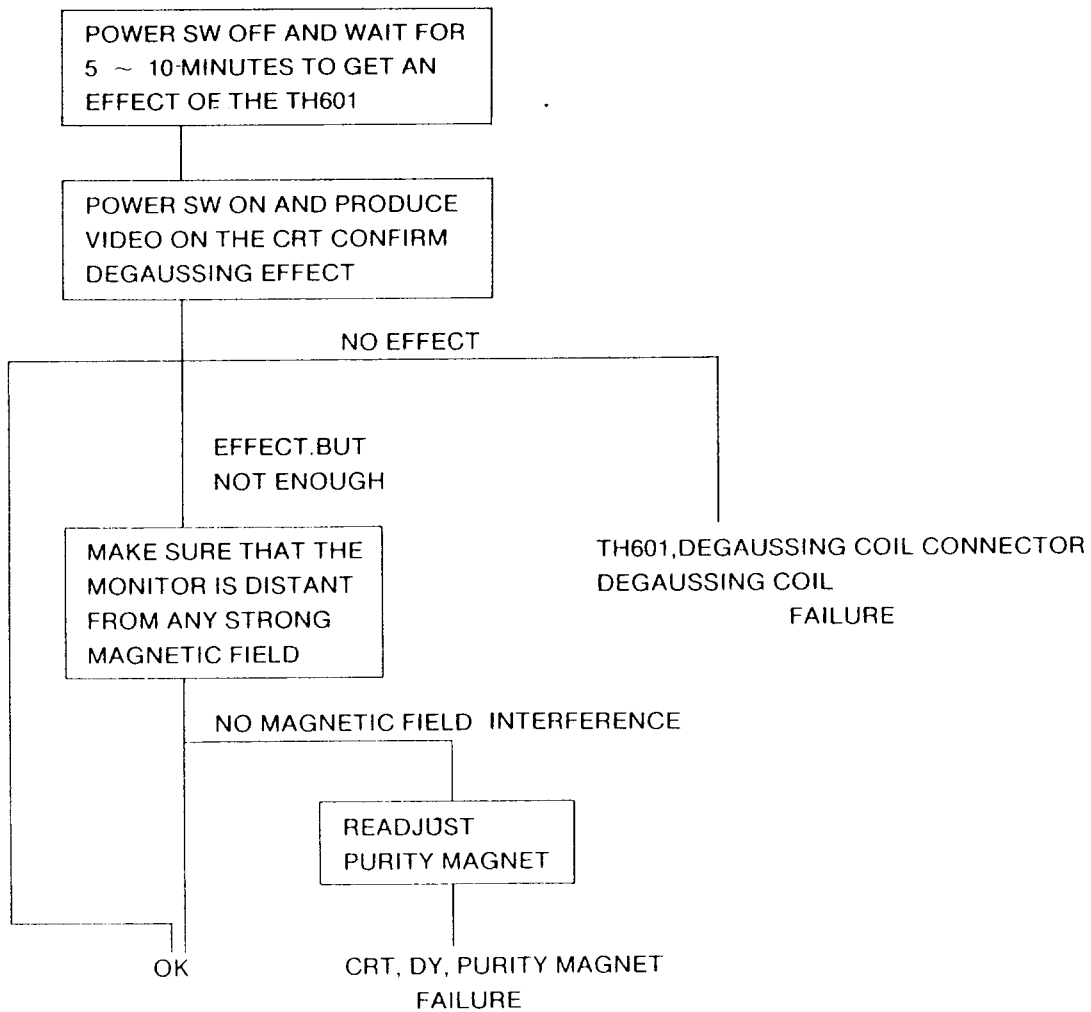 POWER SW OFF AND WAIT FOR
5 ~ 10-MINUTES TO GET AN
EFFECT OF THE TH601
POWER SW ON AND PRODUCE
VIDEO ON THE CRT CONFIRM
DEGAUSSING EFFECT
NO EFFECT
EFFECT.BUT
NOT ENOUGH
MAKE SURE THAT THE
MONITOR IS DISTANT
FROM ANY STRONG
MAGNETIC FIELD
TH601,DEGAUSSING COIL CONNECTOR
DEGAUSSING COIL
FAILURE
NO MAGNETIC FIELD INTERFERENCE
READJUST
PURITY MAGNET
OK
CRT, DY, PURITY MAGNET
FAILURE